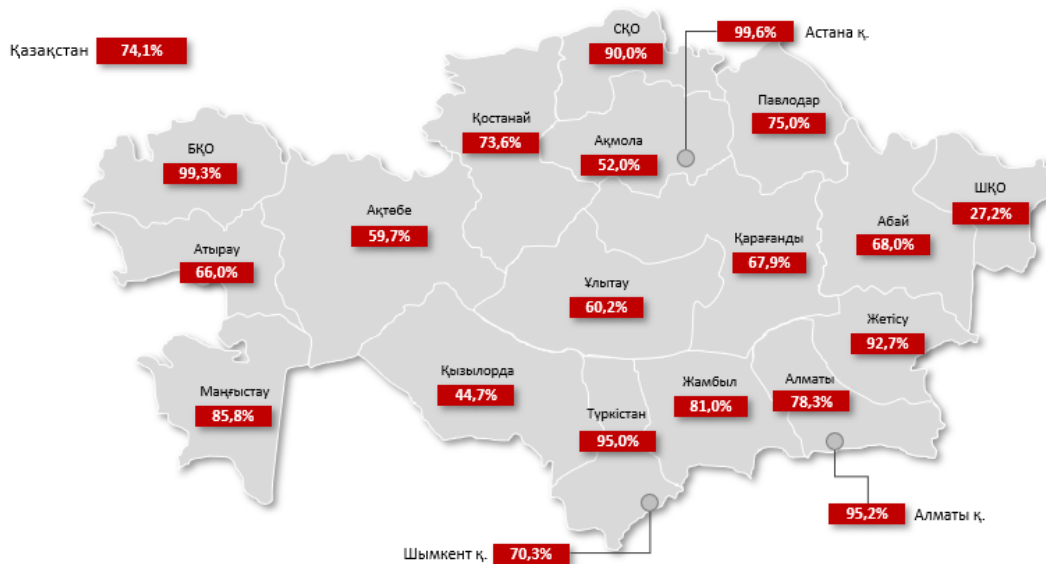 Қазақстан 74,1%
СҚО
90,0%
99,6% Астана қ.
Қостанай
73,6%
Ақмола
52,0%
Павлодар
75,0%
БҚО
99,3%
ШҚО
27,2%
Ақтөбе
59,7%
Абай
68,0%
Атырау
66,0%
Қарағанды
67,9%
Ұлытау
60,2%
Жетісу
92,7%
Маңғыстау
85,8%
Қызылорда
44,7%
Жамбыл
81,0%
Алматы
78,3%
Түркістан
95,0%
95,2% Алматы қ.
Шымкент қ. 70,3%